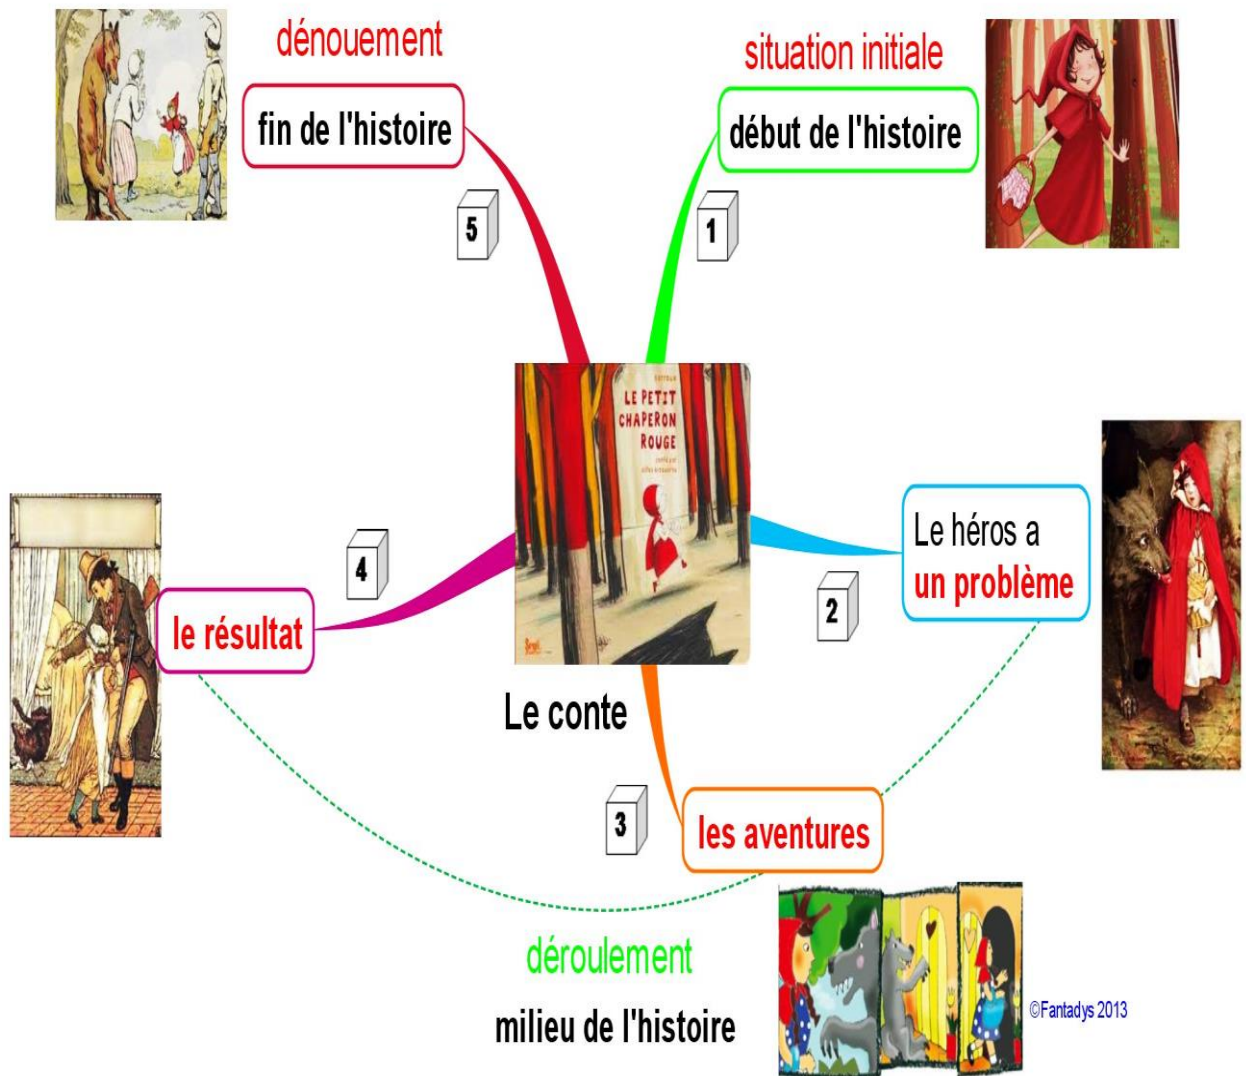 dénouement
fin de l'histoire
5
situation initiale
début de l'histoire
1
LE PETIT
CHAPERON
ROUGE
Le conte
Le héros a
un problème
2
les aventures
3
le résultat
4
déroulement
milieu de l'histoire
©Fantadys 2013